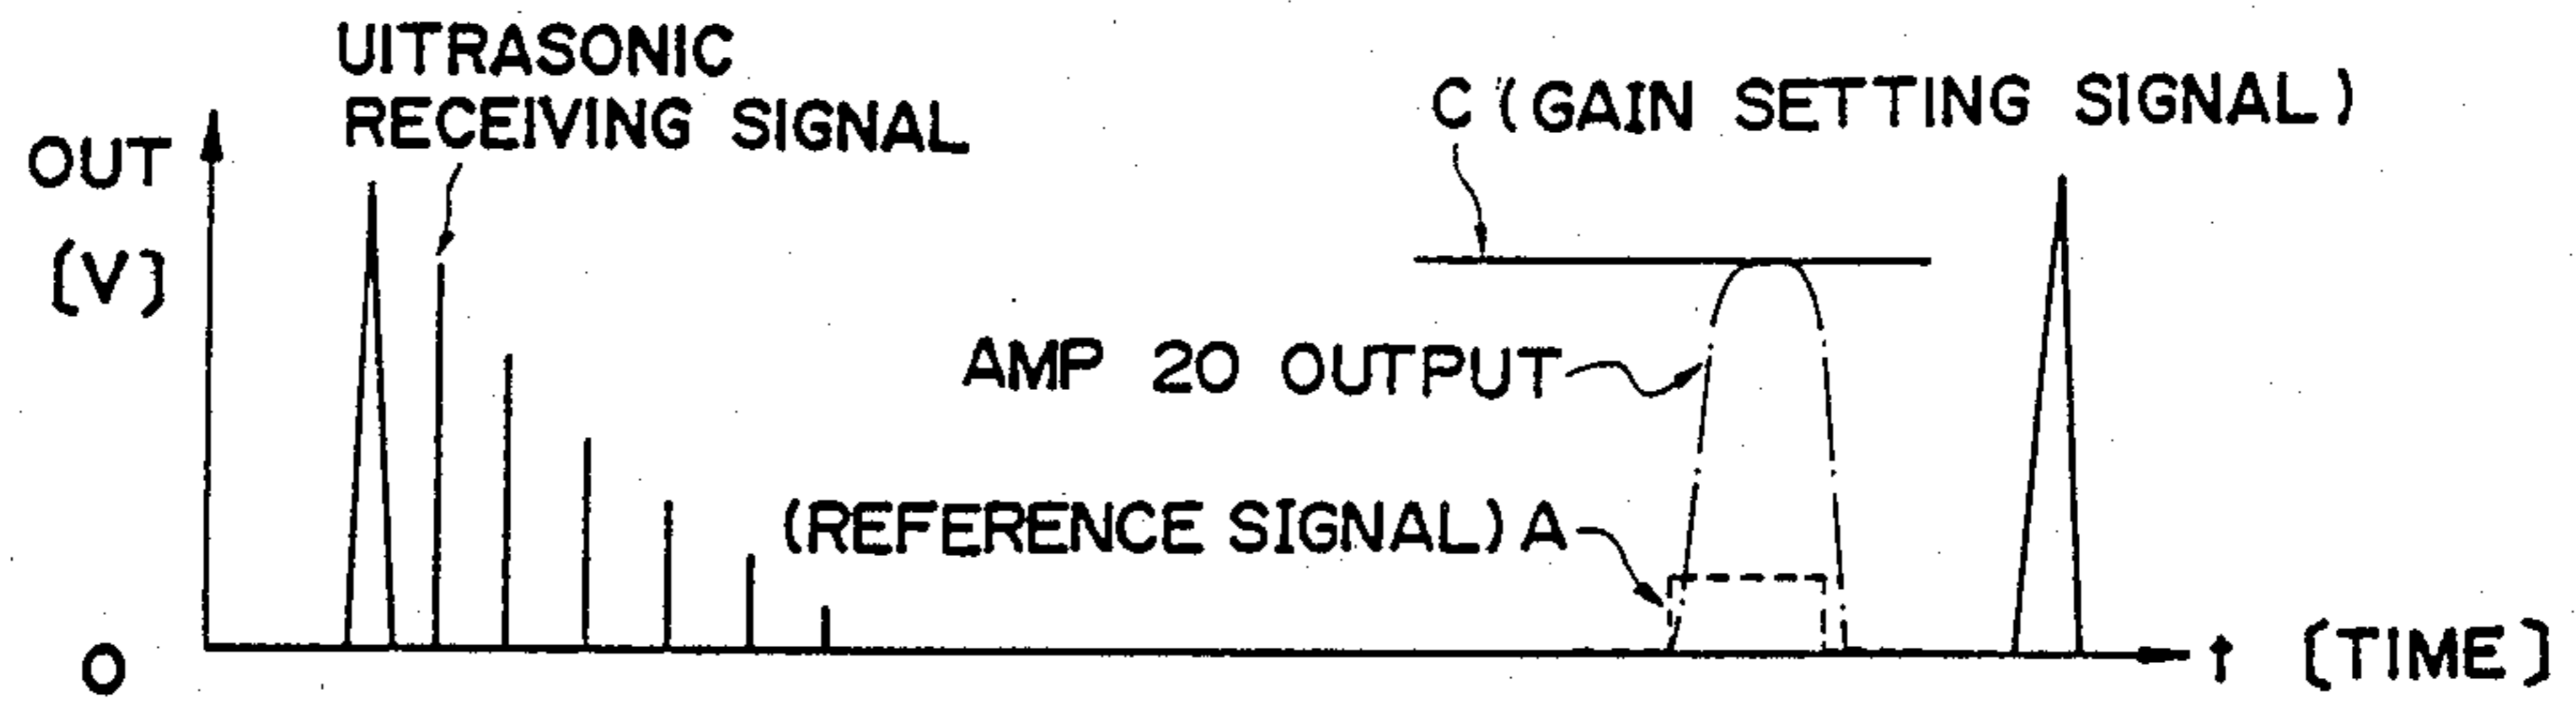 UITRASONIC
RECEIVING SIGNAL
C (GAIN SETTING SIGNAL)
OUT
[V]
AMP 20 OUTPUT
(REFERENCE SIGNAL) A
O
t [TIME]